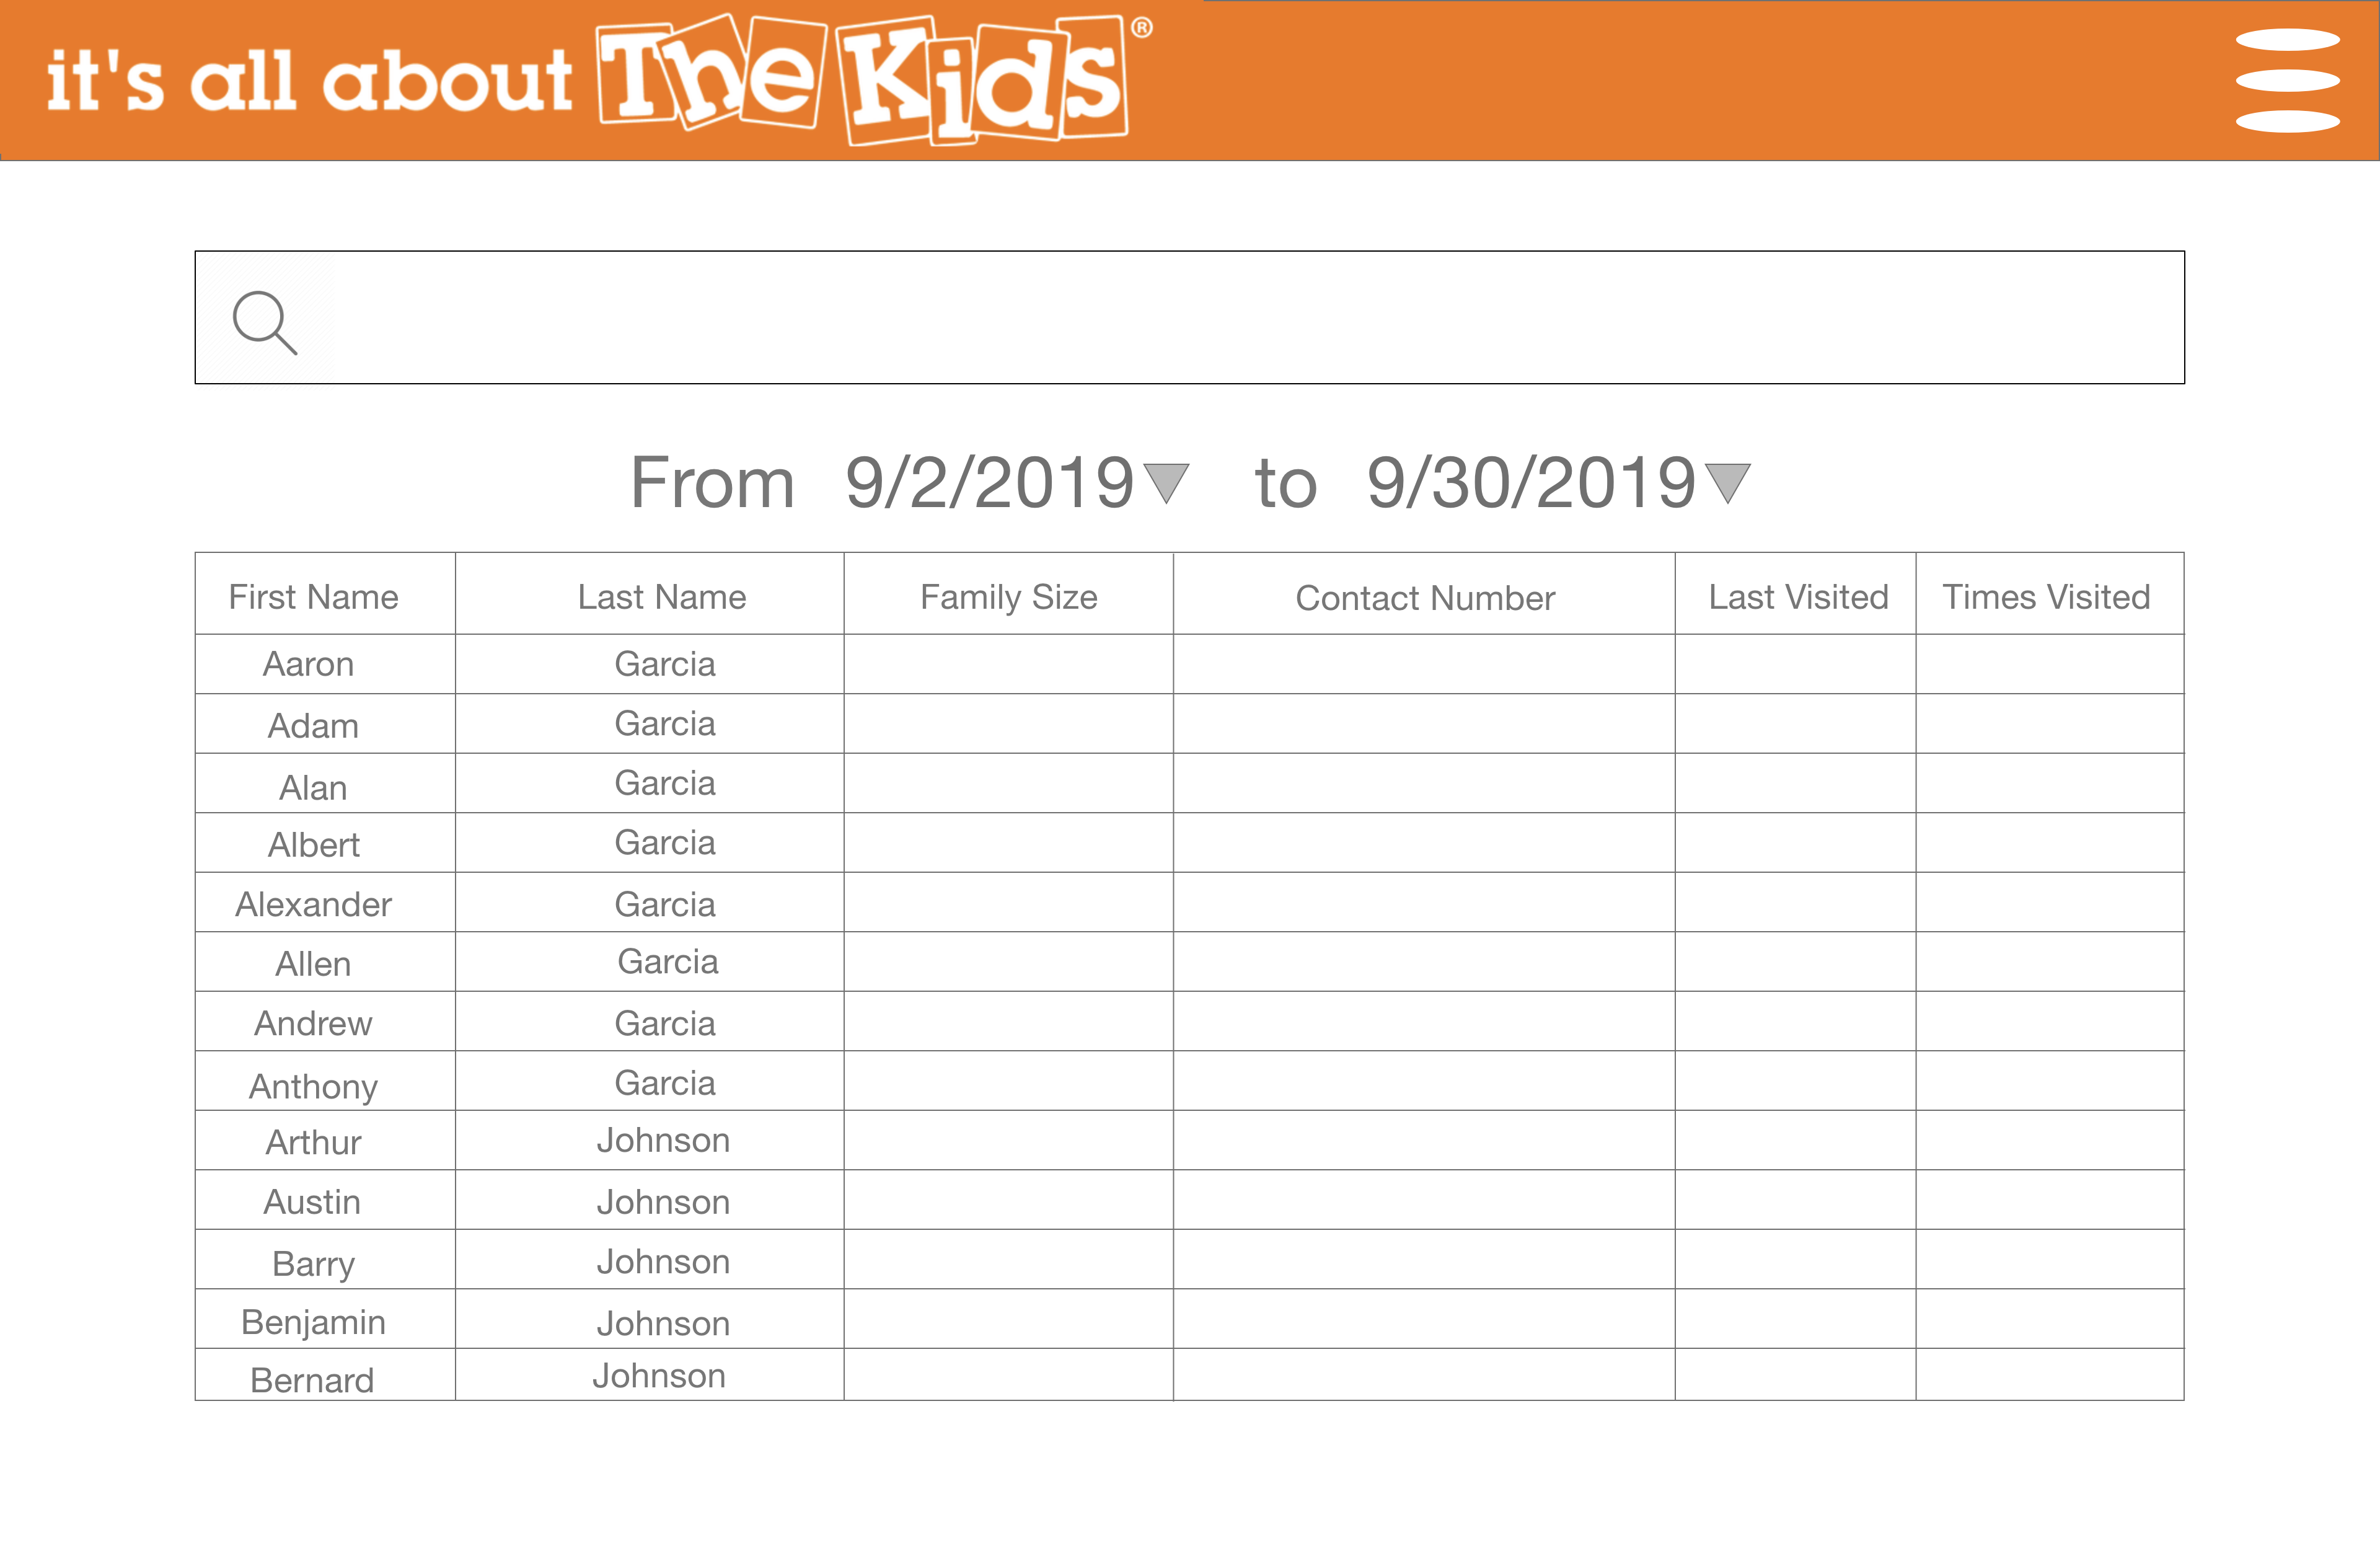 it's all about The Kids®
From 9/2/2019 to 9/30/2019
First Name Last Name Family Size Contact Number Last Visited Times Visited
Aaron Garcia
Adam Garcia
Alan Garcia
Albert Garcia
Alexander Garcia
Allen Garcia
Andrew Garcia
Anthony Garcia
Arthur Johnson
Austin Johnson
Barry Johnson
Benjamin Johnson
Bernard Johnson